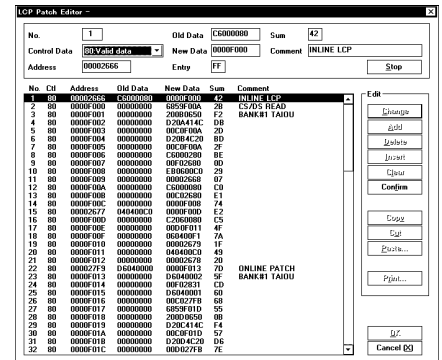 LCP Patch Editor -
No. 1 Old Data C6000080 Sum 42
Control Data 80:Valid data New Data 0000F000 Comment INLINE LCP
Address 00002666 Entry FF Stop
No. Ctl Address Old Data New Data Sum Comment
1 80 00002666 C6000080 0000F000 42 INLINE LCP
2 80 0000F000 00000000 6859F00A 2B CS/DS READ
3 80 0000F001 00000000 200B0650 F2 BANK#1 TAIOU
4 80 0000F002 00000000 D20A414C DB
5 80 0000F003 00000000 00C0F00A 2D
6 80 0000F004 00000000 D20B4C20 BD
7 80 0000F005 00000000 00C0F00A 2F
8 80 0000F006 00000000 C6000280 BE
9 80 0000F007 00000000 00F02680 0D
10 80 0000F008 00000000 EB0600C0 29
11 80 0000F009 00000000 00002668 07
12 80 0000F00A 00000000 C6000080 C0
13 80 0000F00B 00000000 00C02680 E1
14 80 0000F00C 00000000 0000F008 74
15 80 00002677 040400C0 0000F00D E2
16 80 0000F00D 00000000 C2060080 C5
17 80 0000F00E 00000000 00D0F011 4F
18 80 0000F00F 00000000 060400F1 7A
19 80 0000F010 00000000 00002679 1F
20 80 0000F011 00000000 040400C0 49
21 80 0000F012 00000000 00002678 20
22 80 000027F9 D6040000 0000F013 7D ONLINE PATCH
23 80 0000F013 00000000 D6040002 5F BANK#1 TAIOU
24 80 0000F014 00000000 00F02831 CD
25 80 0000F015 00000000 D6040001 60
26 80 0000F016 00000000 00C027FB 68
27 80 0000F017 00000000 6859F01D 55
28 80 0000F018 00000000 200D0650 0B
29 80 0000F019 00000000 D20C414C F4
30 80 0000F01A 00000000 00C0F01D 57
31 80 0000F01B 00000000 D20D4C20 D6
32 80 0000F01C 00000000 00D027FB 7E
Edit
Change
Add
Delete
Insert
Clear
Confirm
Copy
Cut
Paste...
Print...
OK
Cancel (X)